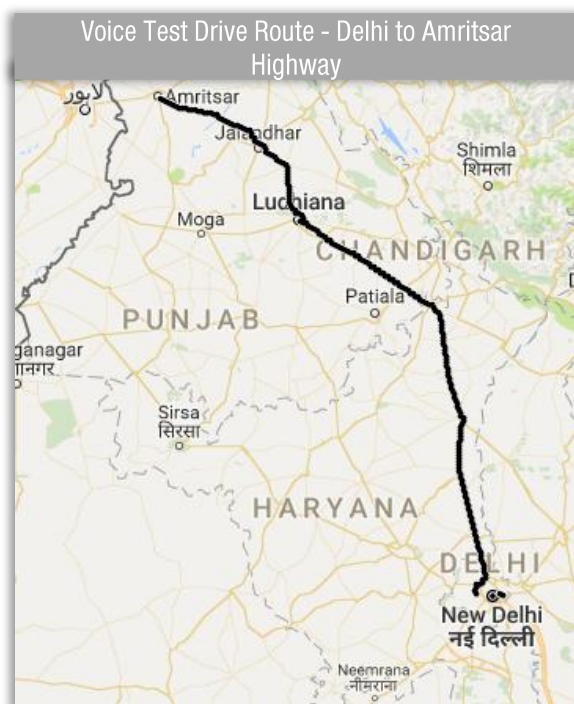 Voice Test Drive Route - Delhi to Amritsar
Highway
لاہور
Amritsar
Jalandhar
Shimla
शिमला
Ludhiana
Moga
CHANDIGARH
Patiala
PUNJAB
ganagar
गानगर
Sirsa
सिरसा
HARYANA
DELHI
New Delhi
नई दिल्ली
Neemrana
नीमराना